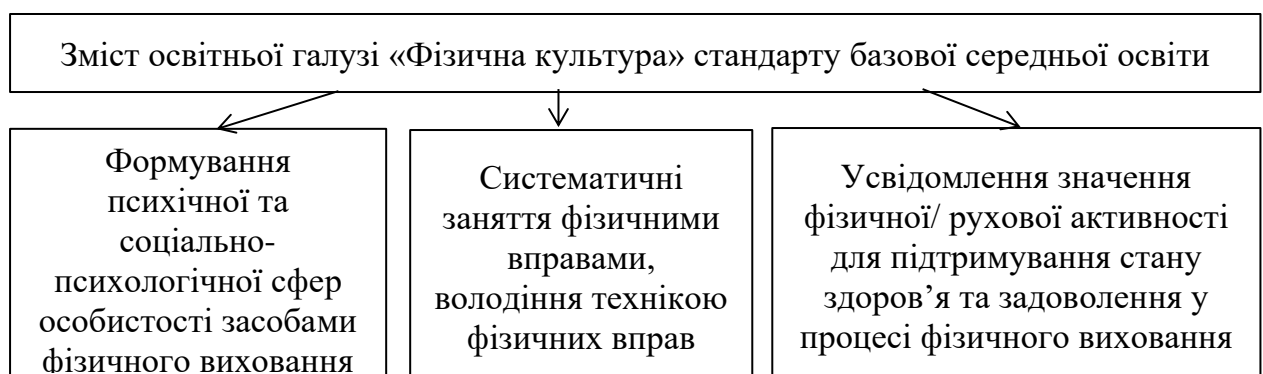 Зміст освітньої галузі «Фізична культура» стандарту базової середньої освіти
Формування
психічної та
соціально-
психологічної сфер
особистості засобами
фізичного виховання
Систематичні
заняття фізичними
вправами,
володіння технікою
фізичних вправ
Усвідомлення значення
фізичної/ рухової активності
для підтримування стану
здоров’я та задоволення у
процесі фізичного виховання